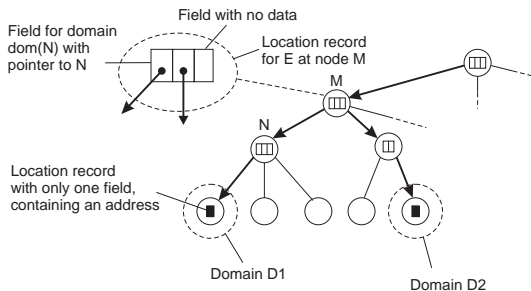 Field with no data
Field for domain
dom(N) with
pointer to N
Location record
for E at node M
M
N
Location record
with only one field,
containing an address
Domain D1
Domain D2